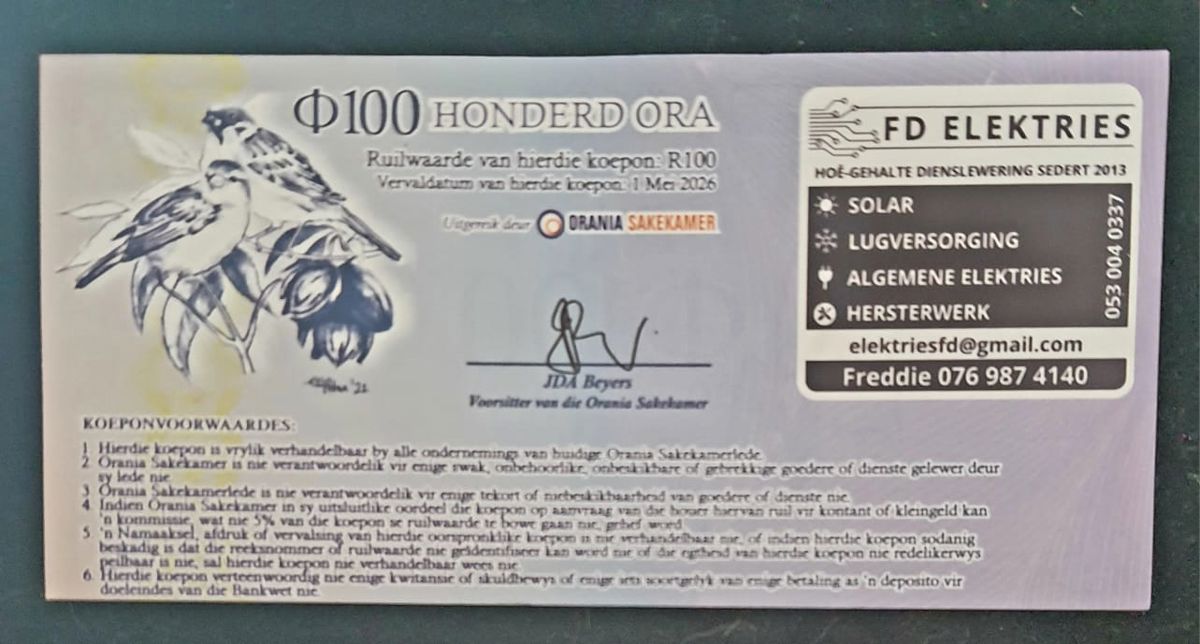 Φ100 HONDERD ORA
Ruilwaarde van hierdie koepon: R100
Vervaldatum van hierdie koepon: 1 Mei 2026
Uitgereik deur ORANIA SAKEKAMER
JDA Beyers
Voorsitter van die Orania Sakekamer
FD ELEKTRIES
HOË-GEHALTE DIENSLEWERING SEDERT 2013
SOLAR
LUGVERSORGING
ALGEMENE ELEKTRIES
HERSTERWERK
053 004 0337
elektriesfd@gmail.com
Freddie 076 987 4140
KOEPONVOORWAARDES:
1. Hierdie koepon is vrylik verhandelbaar by alle ondernemings van huidige Orania Sakekamerlede.
2. Orania Sakekamer is nie verantwoordelik vir enige swak, onbehoorlike, onbeskikbare of gebrekkige goedere of dienste gelewer deur
sy lede nie.
3. Orania Sakekamerlede is nie verantwoordelik vir enige tekort of niebeskikbaarheid van goedere of dienste nie.
4. Indien Orania Sakekamer in sy uitsluitlike oordeel die koepon op aanvraag van die houer hiervan ruil vir kontant of kleingeld kan
'n kommissie, wat nie 5% van die koepon se ruilwaarde te bowe gaan nie, gehef word.
5. 'n Namaaksel, afdruk of vervalsing van hierdie oorspronklike koepon is nie verhandelbaar nie, of indien hierdie koepon sodanig
beskadig is dat die reeksnommer of ruilwaarde nie geïdentifiseer kan word nie of die egtheid van hierdie koepon nie redelikerwys
peilbaar is nie, sal hierdie koepon nie verhandelbaar wees nie.
6. Hierdie koepon verteenwoordig nie enige kwitansie of skuldbewys of enige iets soortgelyk van enige betaling as 'n deposito vir
doeleindes van die Bankwet nie.